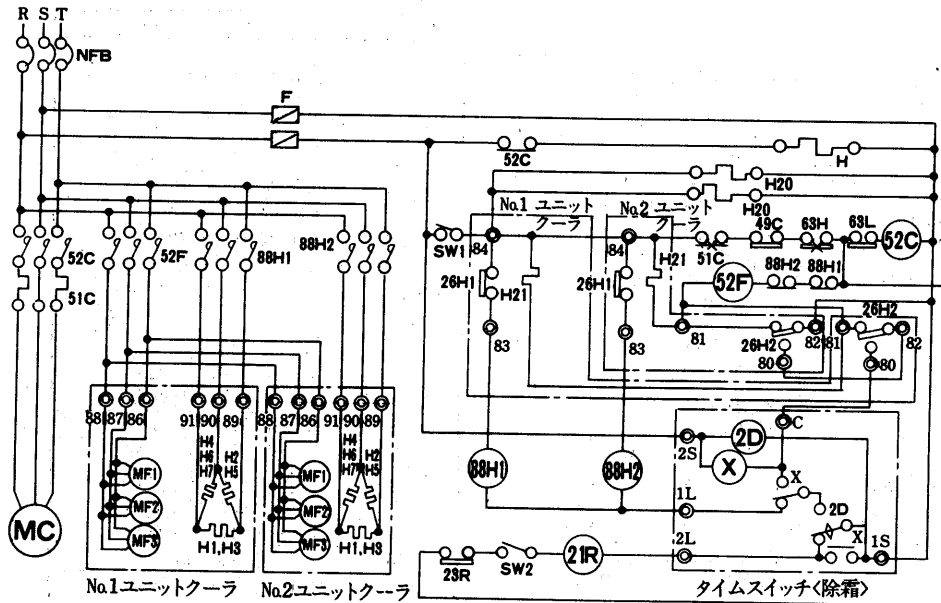 R S T
NFB
F
52C
H
H20
H20
No.1 ユニットクーラ
No.2 ユニットクーラ
SW1
84
84
51C
49C
63H
63L
52C
52C
52F
88H1
88H2
51C
26H1
H21
26H1
H21
52F
88H2
88H1
83
83
81
26H2
82
81
26H2
82
80
80
88
87
86
91
90
89
88
87
86
91
90
89
H4
H6
H7
H2
H5
H4
H6
H7
H2
H5
MF1
MF2
MF3
H1,H3
MF1
MF2
MF3
H1,H3
MC
88H1
88H2
C
2S
2D
X
1L
X
2D
2L
X
1S
23R
SW2
21R
No.1ユニットクーラ
No.2ユニットクーラ
タイムスイッチ〈除霜〉